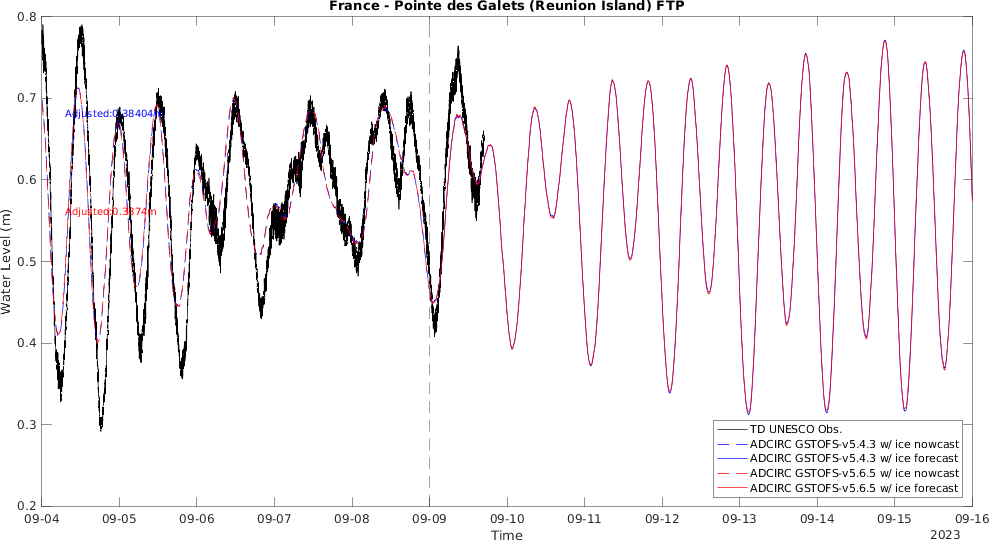 France - Pointe des Galets (Reunion Island) FTP
0.8
0.7
0.6
0.5
0.4
0.3
0.2
Water Level (m)
Adjusted:0.38404m
Adjusted:0.3374m
TD UNESCO Obs.
ADCIRC GSTOFS-v5.4.3 w/ ice nowcast
ADCIRC GSTOFS-v5.4.3 w/ ice forecast
ADCIRC GSTOFS-v5.6.5 w/ ice nowcast
ADCIRC GSTOFS-v5.6.5 w/ ice forecast
09-04 09-05 09-06 09-07 09-08 09-09 09-10 09-11 09-12 09-13 09-14 09-15 09-16
Time
2023